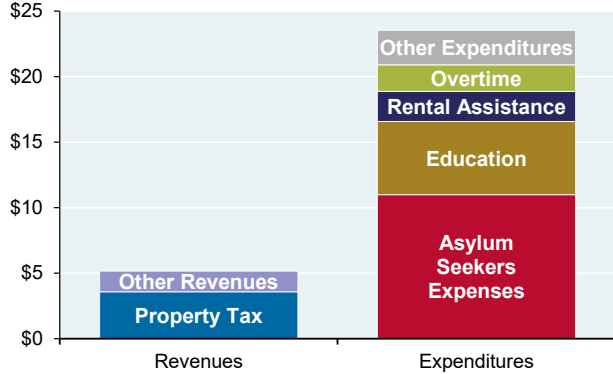 $25
$20
$15
$10
$5
$0
Other Revenues
Property Tax
Other Expenditures
Overtime
Rental Assistance
Education
Asylum
Seekers
Expenses
Revenues
Expenditures